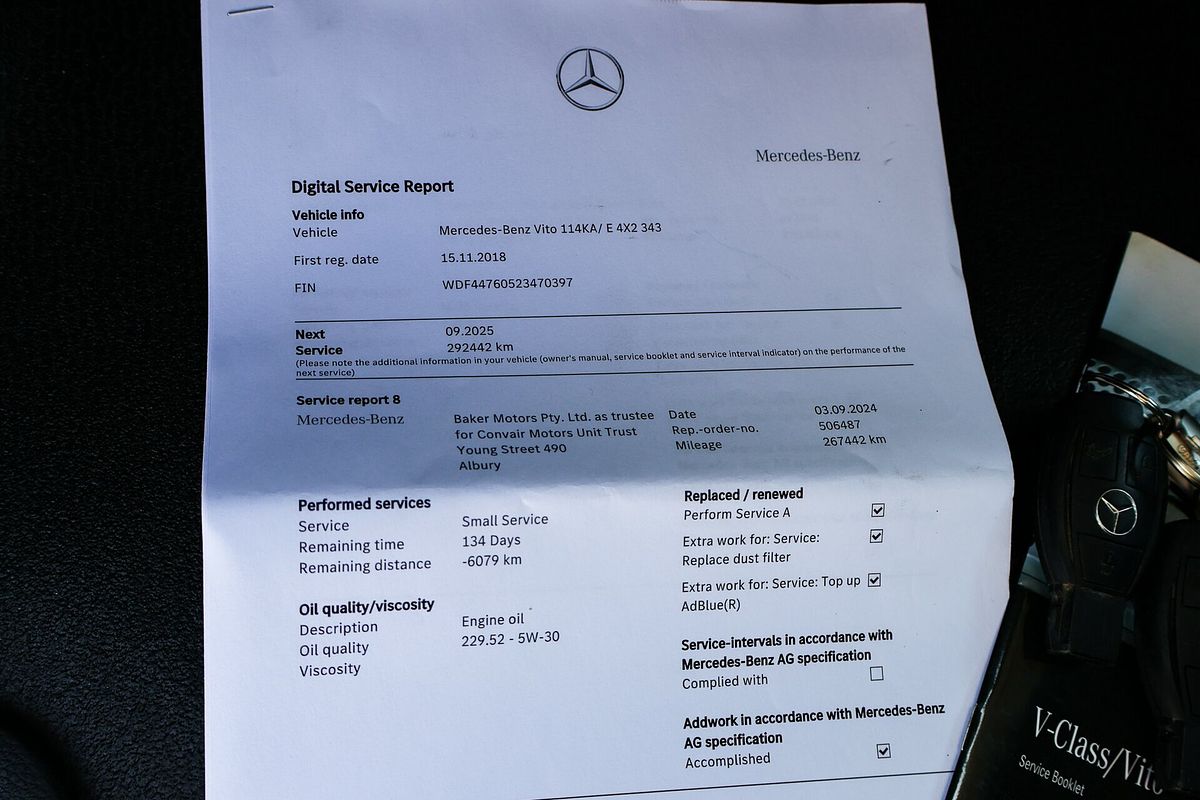 Mercedes-Benz
Digital Service Report
Vehicle info
Vehicle Mercedes-Benz Vito 114KA/ E 4X2 343
First reg. date 15.11.2018
FIN WDF44760523470397
Next 09.2025
Service 292442 km
(Please note the additional information in your vehicle (owner's manual, service booklet and service interval indicator) on the performance of the
next service)
Service report 8
Mercedes-Benz
Baker Motors Pty. Ltd. as trustee
for Convair Motors Unit Trust
Young Street 490
Albury
Date 03.09.2024
Rep.-order-no. 506487
Mileage 267442 km
Performed services
Service Small Service
Remaining time 134 Days
Remaining distance -6079 km
Oil quality/viscosity
Description Engine oil
Oil quality 229.52 - 5W-30
Viscosity
Replaced / renewed
Perform Service A
Extra work for: Service:
Replace dust filter
Extra work for: Service: Top up
AdBlue(R)
Service-intervals in accordance with
Mercedes-Benz AG specification
Complied with
Addwork in accordance with Mercedes-Benz
AG specification
Accomplished
V-Class/Vito
Service Booklet